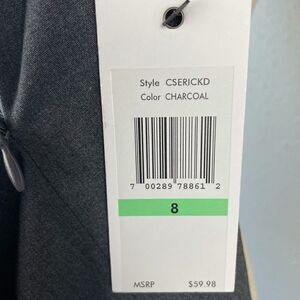 Style CSERICKD
Color CHARCOAL
7 00289 78861 2
8
MSRP $59.98